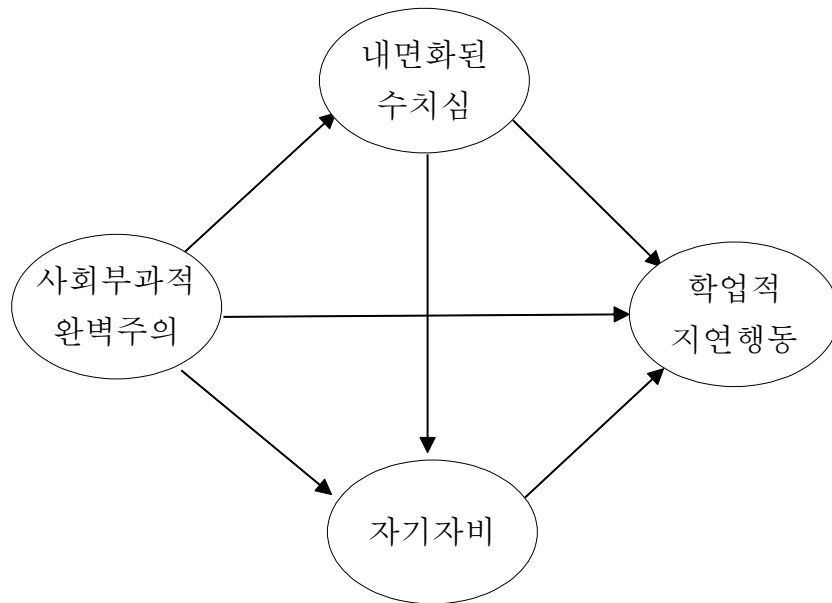 내면화된
수치심
사회부과적
완벽주의
학업적
지연행동
자기자비